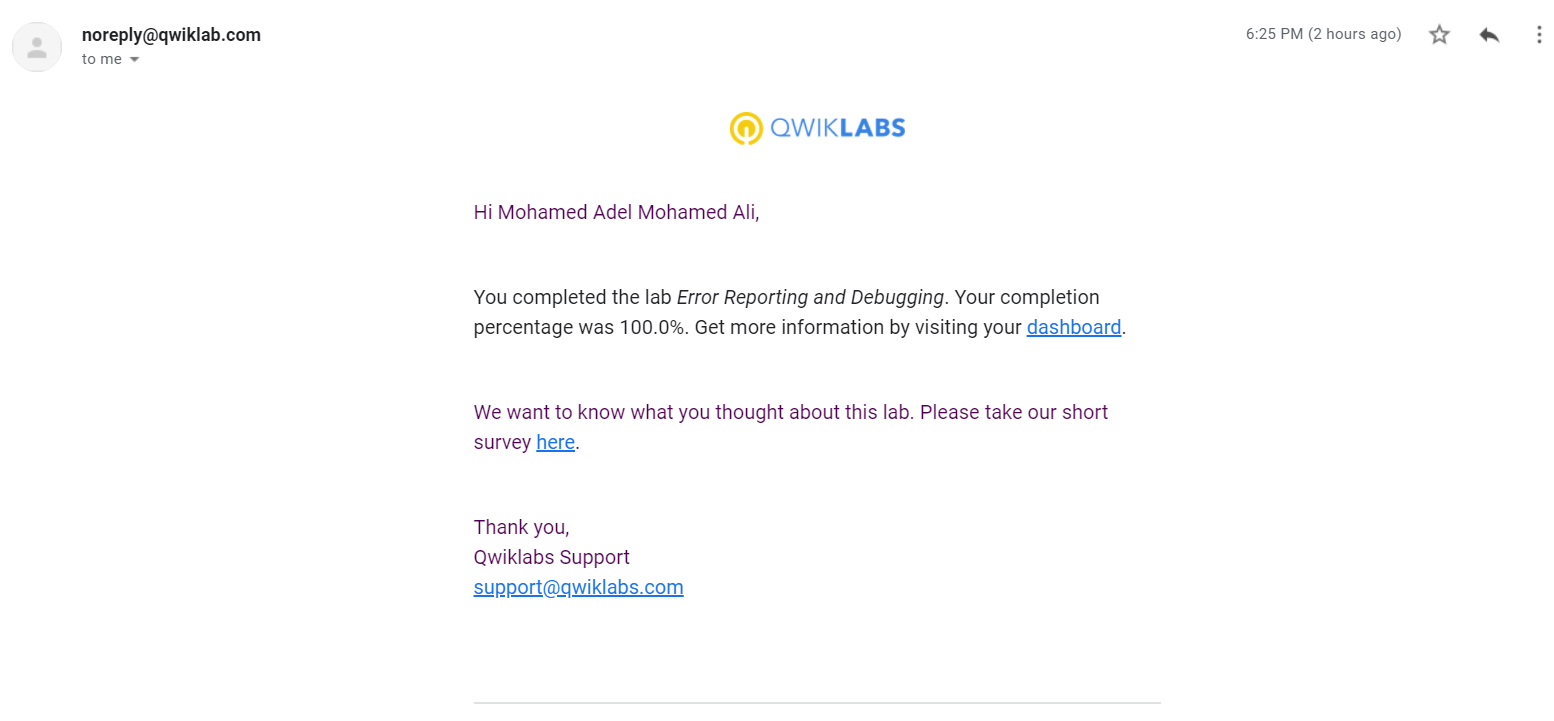 noreply@qwiklab.com
6:25 PM (2 hours ago)
to me
QWIKLABS
Hi Mohamed Adel Mohamed Ali,
You completed the lab Error Reporting and Debugging. Your completion
percentage was 100.0%. Get more information by visiting your dashboard.
We want to know what you thought about this lab. Please take our short
survey here.
Thank you,
Qwiklabs Support
support@qwiklabs.com